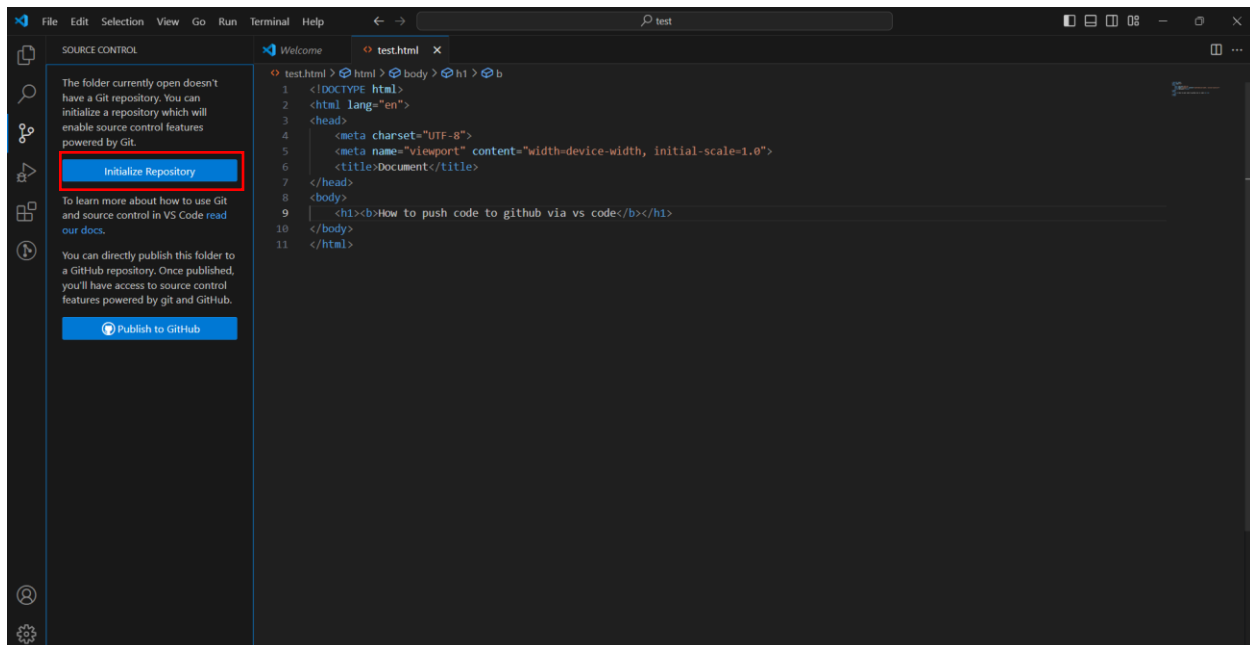 File Edit Selection View Go Run Terminal Help
test
SOURCE CONTROL
The folder currently open doesn't
have a Git repository. You can
initialize a repository which will
enable source control features
powered by Git.
Initialize Repository
To learn more about how to use Git
and source control in VS Code read
our docs.
You can directly publish this folder to
a GitHub repository. Once published,
you'll have access to source control
features powered by git and GitHub.
Publish to GitHub
Welcome
test.html
test.html > html > body > h1 > b
1 <!DOCTYPE html>
2 <html lang="en">
3 <head>
4 <meta charset="UTF-8">
5 <meta name="viewport" content="width=device-width, initial-scale=1.0">
6 <title>Document</title>
7 </head>
8 <body>
9 <h1><b>How to push code to github via vs code</b></h1>
10 </body>
11 </html>